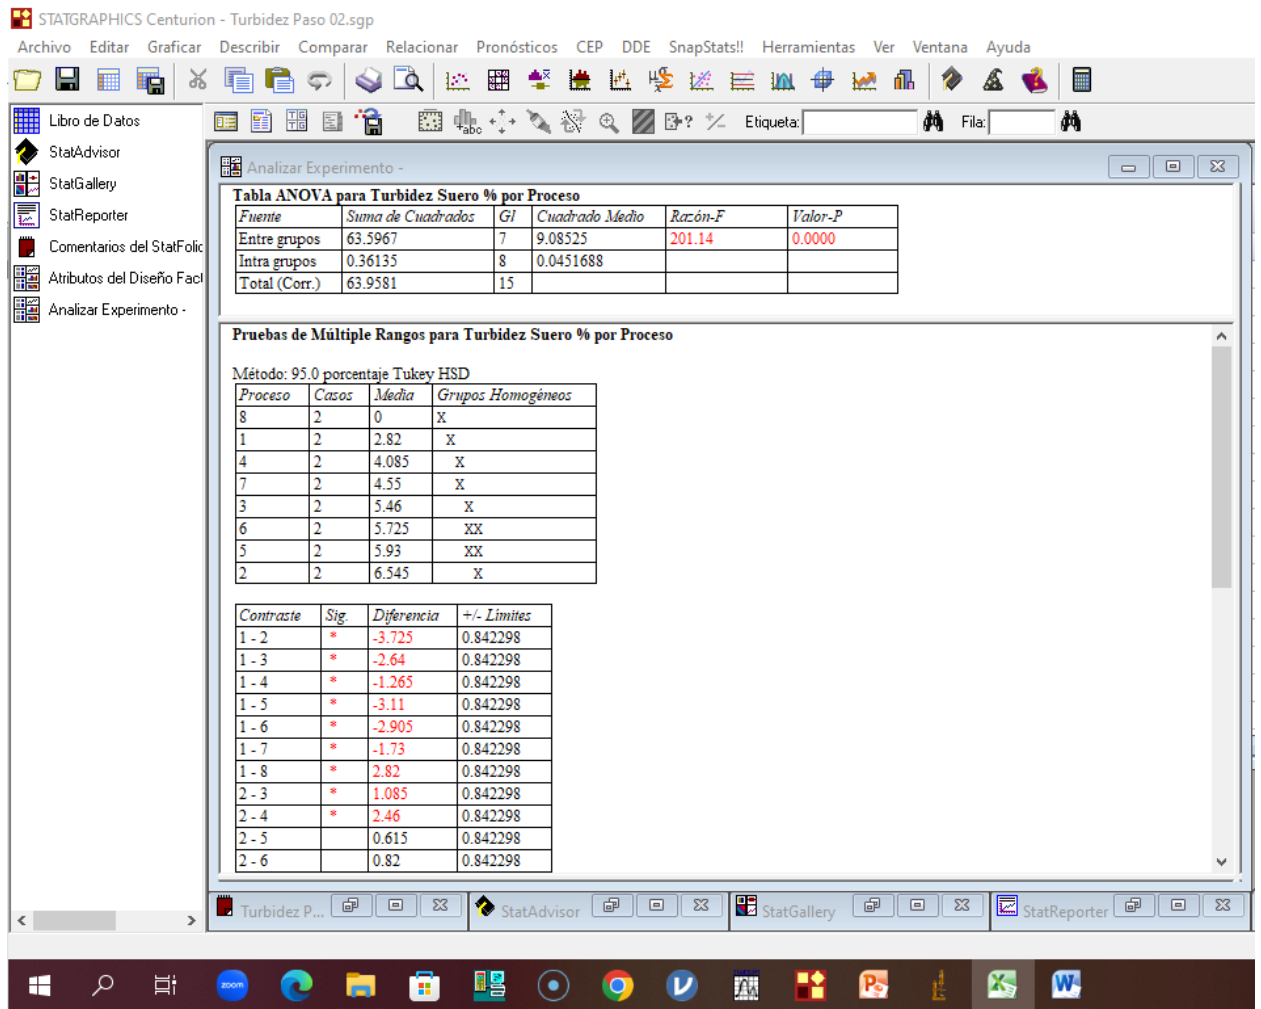 STATGRAPHICS Centurion - Turbidez Paso 02.sgp
Archivo Editar Graficar Describir Comparar Relacionar Pronósticos CEP DDE SnapStats!! Herramientas Ver Ventana Ayuda
Etiqueta: Fila:
Libro de Datos
StatAdvisor
StatGallery
StatReporter
Comentarios del StatFolio
Atributos del Diseño Fact
Analizar Experimento -
Analizar Experimento -
Tabla ANOVA para Turbidez Suero % por Proceso
Fuente Suma de Cuadrados Gl Cuadrado Medio Razón-F Valor-P
Entre grupos 63.5967 7 9.08525 201.14 0.0000
Intra grupos 0.36135 8 0.0451688
Total (Corr.) 63.9581 15
Pruebas de Múltiple Rangos para Turbidez Suero % por Proceso
Método: 95.0 porcentaje Tukey HSD
Proceso Casos Media Grupos Homogéneos
8 2 0 X
1 2 2.82 X
4 2 4.085 X
7 2 4.55 X
3 2 5.46 X
6 2 5.725 XX
5 2 5.93 XX
2 2 6.545 X
Contraste Sig. Diferencia +/- Límites
1 - 2 * -3.725 0.842298
1 - 3 * -2.64 0.842298
1 - 4 * -1.265 0.842298
1 - 5 * -3.11 0.842298
1 - 6 * -2.905 0.842298
1 - 7 * -1.73 0.842298
1 - 8 * 2.82 0.842298
2 - 3 * 1.085 0.842298
2 - 4 * 2.46 0.842298
2 - 5 0.615 0.842298
2 - 6 0.82 0.842298
Turbidez P... StatAdvisor StatGallery StatReporter
zoom